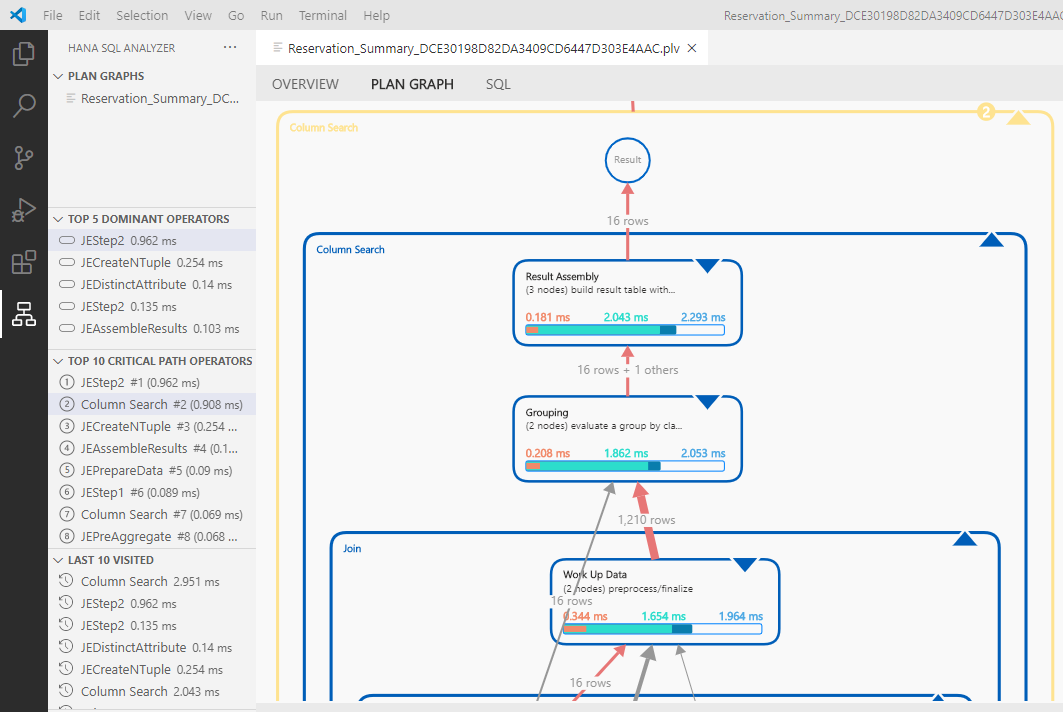 File Edit Selection View Go Run Terminal Help
Reservation_Summary_DCE30198D82DA3409CD6447D303E4AAC
HANA SQL ANALYZER ...
PLAN GRAPHS
Reservation_Summary_DC...
TOP 5 DOMINANT OPERATORS
JEStep2 0.962 ms
JECreateNTuple 0.254 ms
JEDistinctAttribute 0.14 ms
JEStep2 0.135 ms
JEAssembleResults 0.103 ms
TOP 10 CRITICAL PATH OPERATORS
1 JEStep2 #1 (0.962 ms)
2 Column Search #2 (0.908 ms)
3 JECreateNTuple #3 (0.254 ...
4 JEAssembleResults #4 (0.1...
5 JEPrepareData #5 (0.09 ms)
6 JEStep1 #6 (0.089 ms)
7 Column Search #7 (0.069 ms)
8 JEPreAggregate #8 (0.068 ...
LAST 10 VISITED
Column Search 2.951 ms
JEStep2 0.962 ms
JEStep2 0.135 ms
JEDistinctAttribute 0.14 ms
JECreateNTuple 0.254 ms
Column Search 2.043 ms
Reservation_Summary_DCE30198D82DA3409CD6447D303E4AAC.plv
OVERVIEW PLAN GRAPH SQL
2
Column Search
Result
16 rows
Column Search
Result Assembly
(3 nodes) build result table with...
0.181 ms 2.043 ms 2.293 ms
16 rows + 1 others
Grouping
(2 nodes) evaluate a group by cla...
0.208 ms 1.862 ms 2.053 ms
1,210 rows
Join
Work Up Data
(2 nodes) preprocess/finalize
16 rows
0.344 ms 1.654 ms 1.964 ms
16 rows